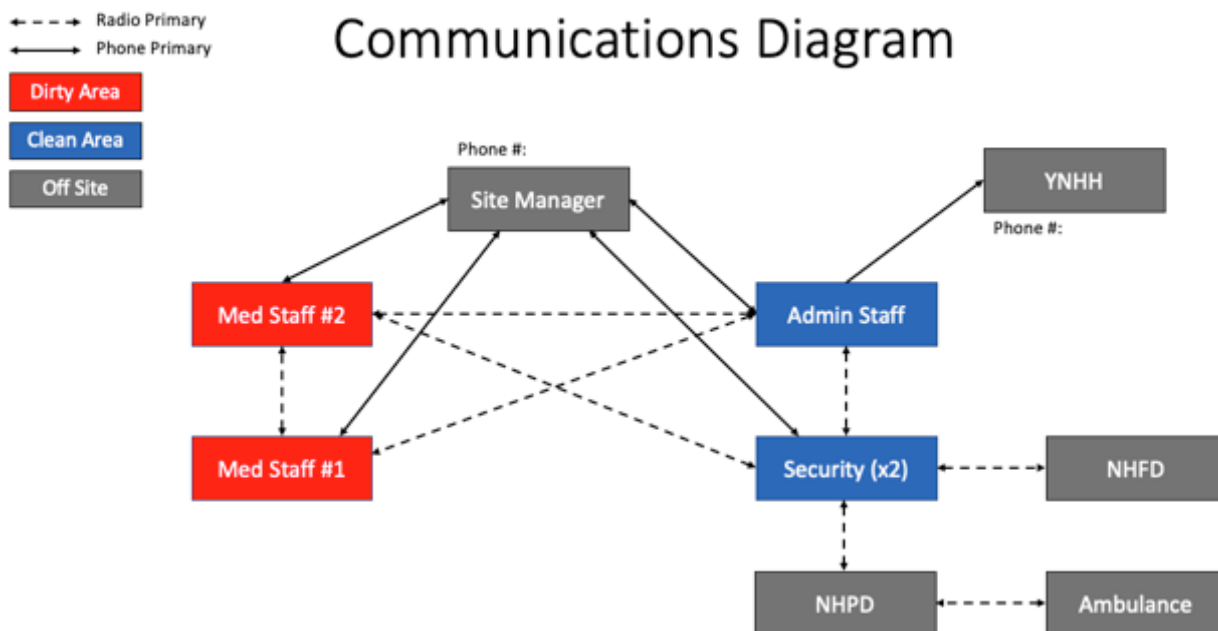 Communications Diagram
Radio Primary
Phone Primary
Dirty Area
Clean Area
Off Site
Phone #:
Site Manager
YNHH
Phone #:
Med Staff #2
Admin Staff
Med Staff #1
Security (x2)
NHFD
NHPD
Ambulance